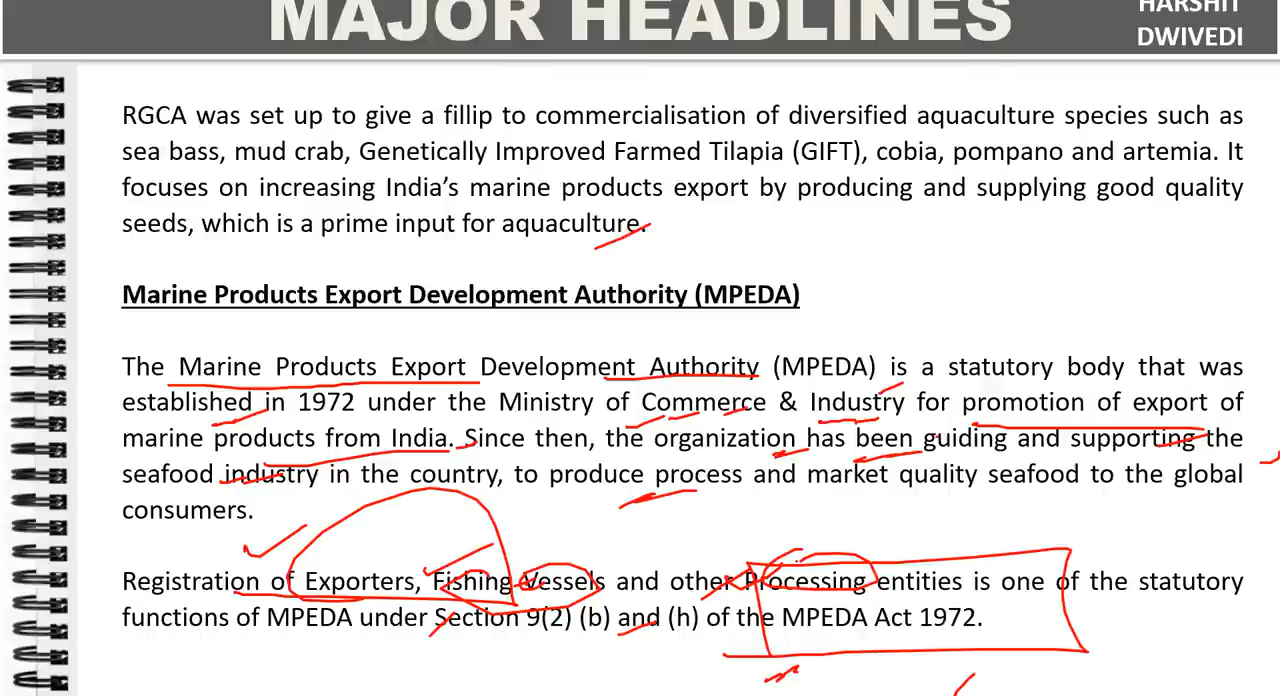 MAJOR HEADLINES
HARSHIT
DWIVEDI
RGCA was set up to give a fillip to commercialisation of diversified aquaculture species such as
sea bass, mud crab, Genetically Improved Farmed Tilapia (GIFT), cobia, pompano and artemia. It
focuses on increasing India’s marine products export by producing and supplying good quality
seeds, which is a prime input for aquaculture.
Marine Products Export Development Authority (MPEDA)
The Marine Products Export Development Authority (MPEDA) is a statutory body that was
established in 1972 under the Ministry of Commerce & Industry for promotion of export of
marine products from India. Since then, the organization has been guiding and supporting the
seafood industry in the country, to produce process and market quality seafood to the global
consumers.
Registration of Exporters, Fishing Vessels and other Processing entities is one of the statutory
functions of MPEDA under Section 9(2) (b) and (h) of the MPEDA Act 1972.